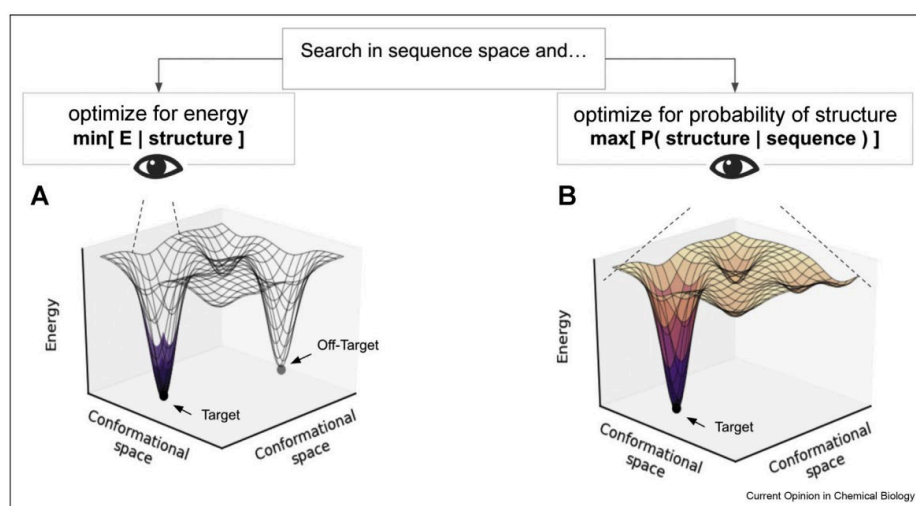 Search in sequence space and…
optimize for energy
min[ E | structure ]
optimize for probability of structure
max[ P( structure | sequence ) ]
A
B
Energy
Off-Target
Target
Conformational
space
Conformational
space
Energy
Target
Conformational
space
Conformational
space
Current Opinion in Chemical Biology